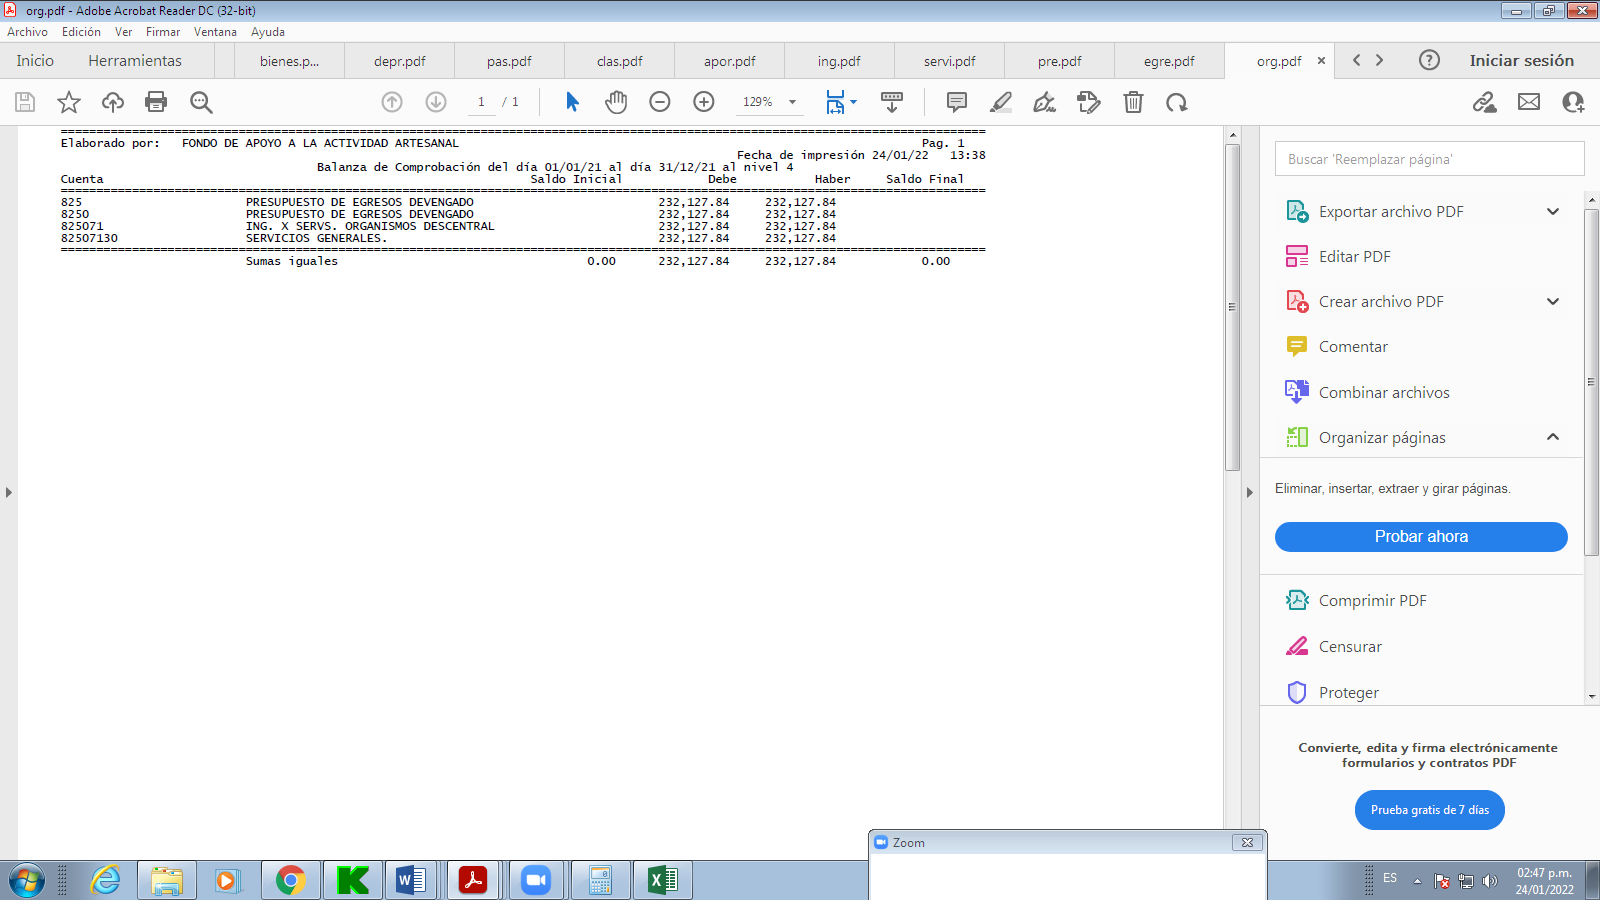 org.pdf - Adobe Acrobat Reader DC (32-bit)
Archivo Edición Ver Firmar Ventana Ayuda
Inicio Herramientas bienes.p... depr.pdf pas.pdf clas.pdf apor.pdf ing.pdf servi.pdf pre.pdf egre.pdf org.pdf Iniciar sesión
1 / 1 129%
Elaborado por: FONDO DE APOYO A LA ACTIVIDAD ARTESANAL Pag. 1
Fecha de impresión 24/01/22 13:38
Balanza de Comprobación del día 01/01/21 al día 31/12/21 al nivel 4
Cuenta Saldo Inicial Debe Haber Saldo Final
825 PRESUPUESTO DE EGRESOS DEVENGADO 232,127.84 232,127.84
8250 PRESUPUESTO DE EGRESOS DEVENGADO 232,127.84 232,127.84
825071 ING. X SERVS. ORGANISMOS DESCENTRAL 232,127.84 232,127.84
82507130 SERVICIOS GENERALES. 232,127.84 232,127.84
Sumas iguales 0.00 232,127.84 232,127.84 0.00
Buscar 'Reemplazar página'
Exportar archivo PDF
Editar PDF
Crear archivo PDF
Comentar
Combinar archivos
Organizar páginas
Eliminar, insertar, extraer y girar páginas.
Probar ahora
Comprimir PDF
Censurar
Proteger
Convierte, edita y firma electrónicamente
formularios y contratos PDF
Prueba gratis de 7 días
Zoom
ES
02:47 p.m.
24/01/2022